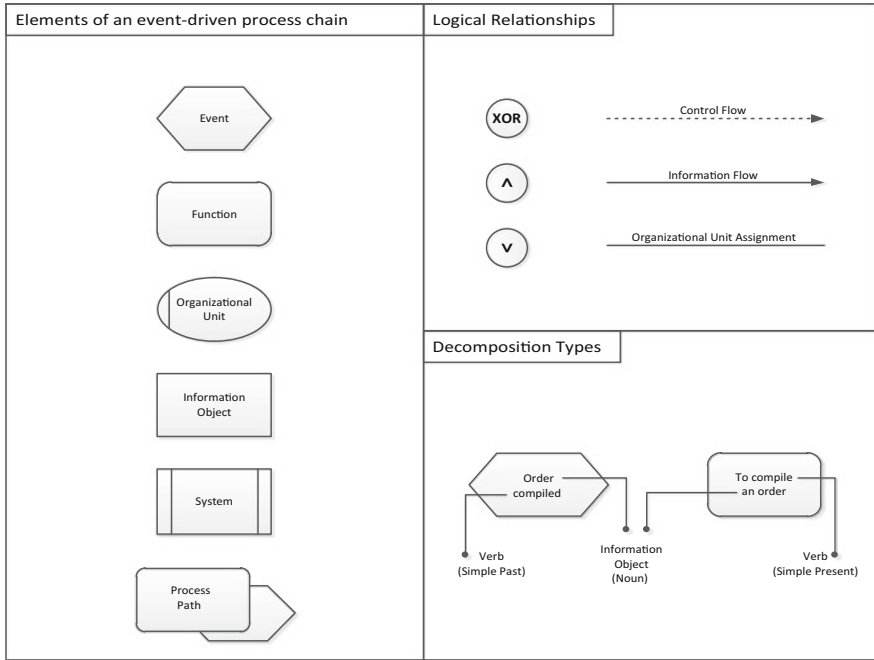 Elements of an event-driven process chain
Event
Function
Organizational
Unit
Information
Object
System
Process
Path
Logical Relationships
XOR
Control Flow
∧
Information Flow
∨
Organizational Unit Assignment
Decomposition Types
Order
compiled
To compile
an order
Verb
(Simple Past)
Information
Object
(Noun)
Verb
(Simple Present)